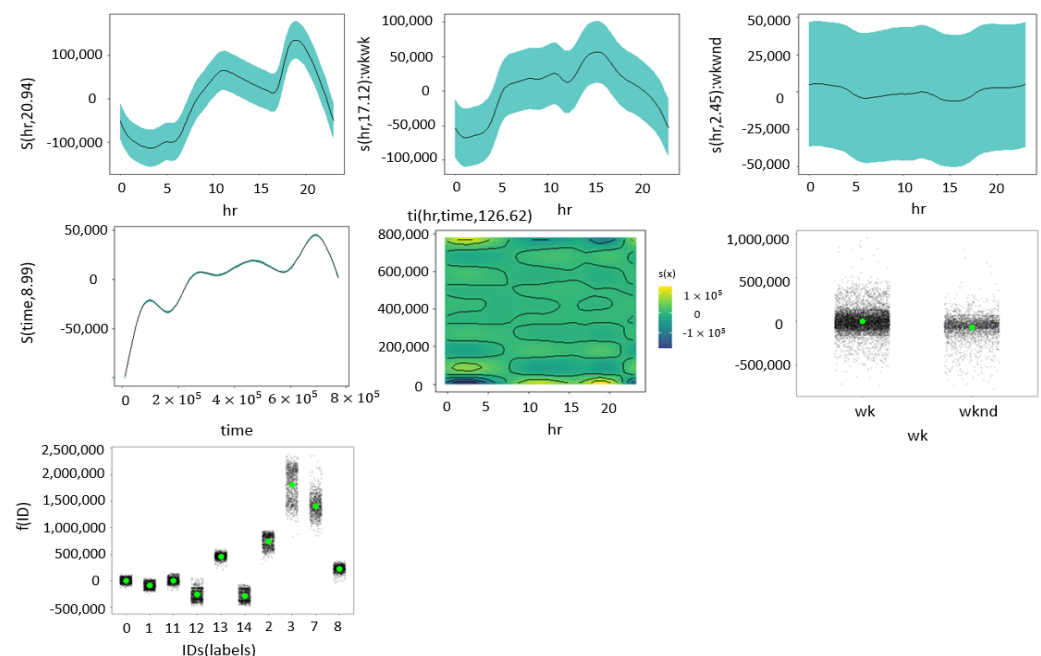 S(hr,20.94)
100,000
0
-100,000
0 5 10 15 20
hr
s(hr,17.12):wkwk
100,000
50,000
0
-50,000
-100,000
0 5 10 15 20
hr
s(hr,2.45):wkwnd
50,000
25,000
0
-25,000
-50,000
0 5 10 15 20
hr
S(time,8.99)
50,000
0
-50,000
0 2 × 10⁵ 4 × 10⁵ 6 × 10⁵ 8 × 10⁵
time
ti(hr,time,126.62)
800,000
600,000
400,000
200,000
0
0 5 10 15 20
hr
s(x)
1 × 10⁵
0
-1 × 10⁵
1,000,000
500,000
0
-500,000
wk wknd
wk
f(ID)
2,500,000
2,000,000
1,500,000
1,000,000
500,000
0
-500,000
0 1 11 12 13 14 2 3 7 8
IDs(labels)